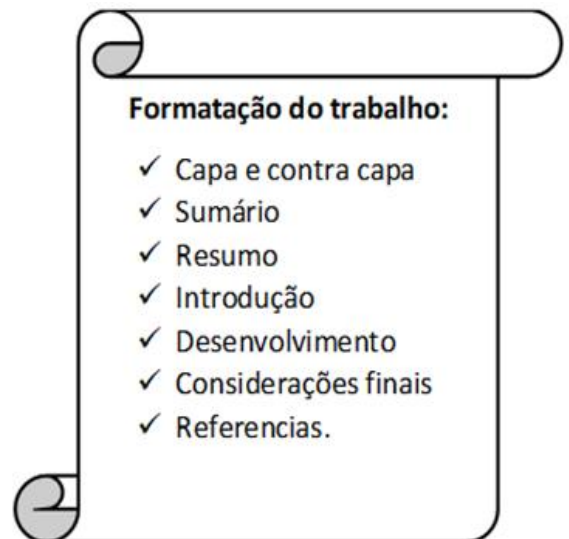 Formatação do trabalho:
✓ Capa e contra capa
✓ Sumário
✓ Resumo
✓ Introdução
✓ Desenvolvimento
✓ Considerações finais
✓ Referencias.